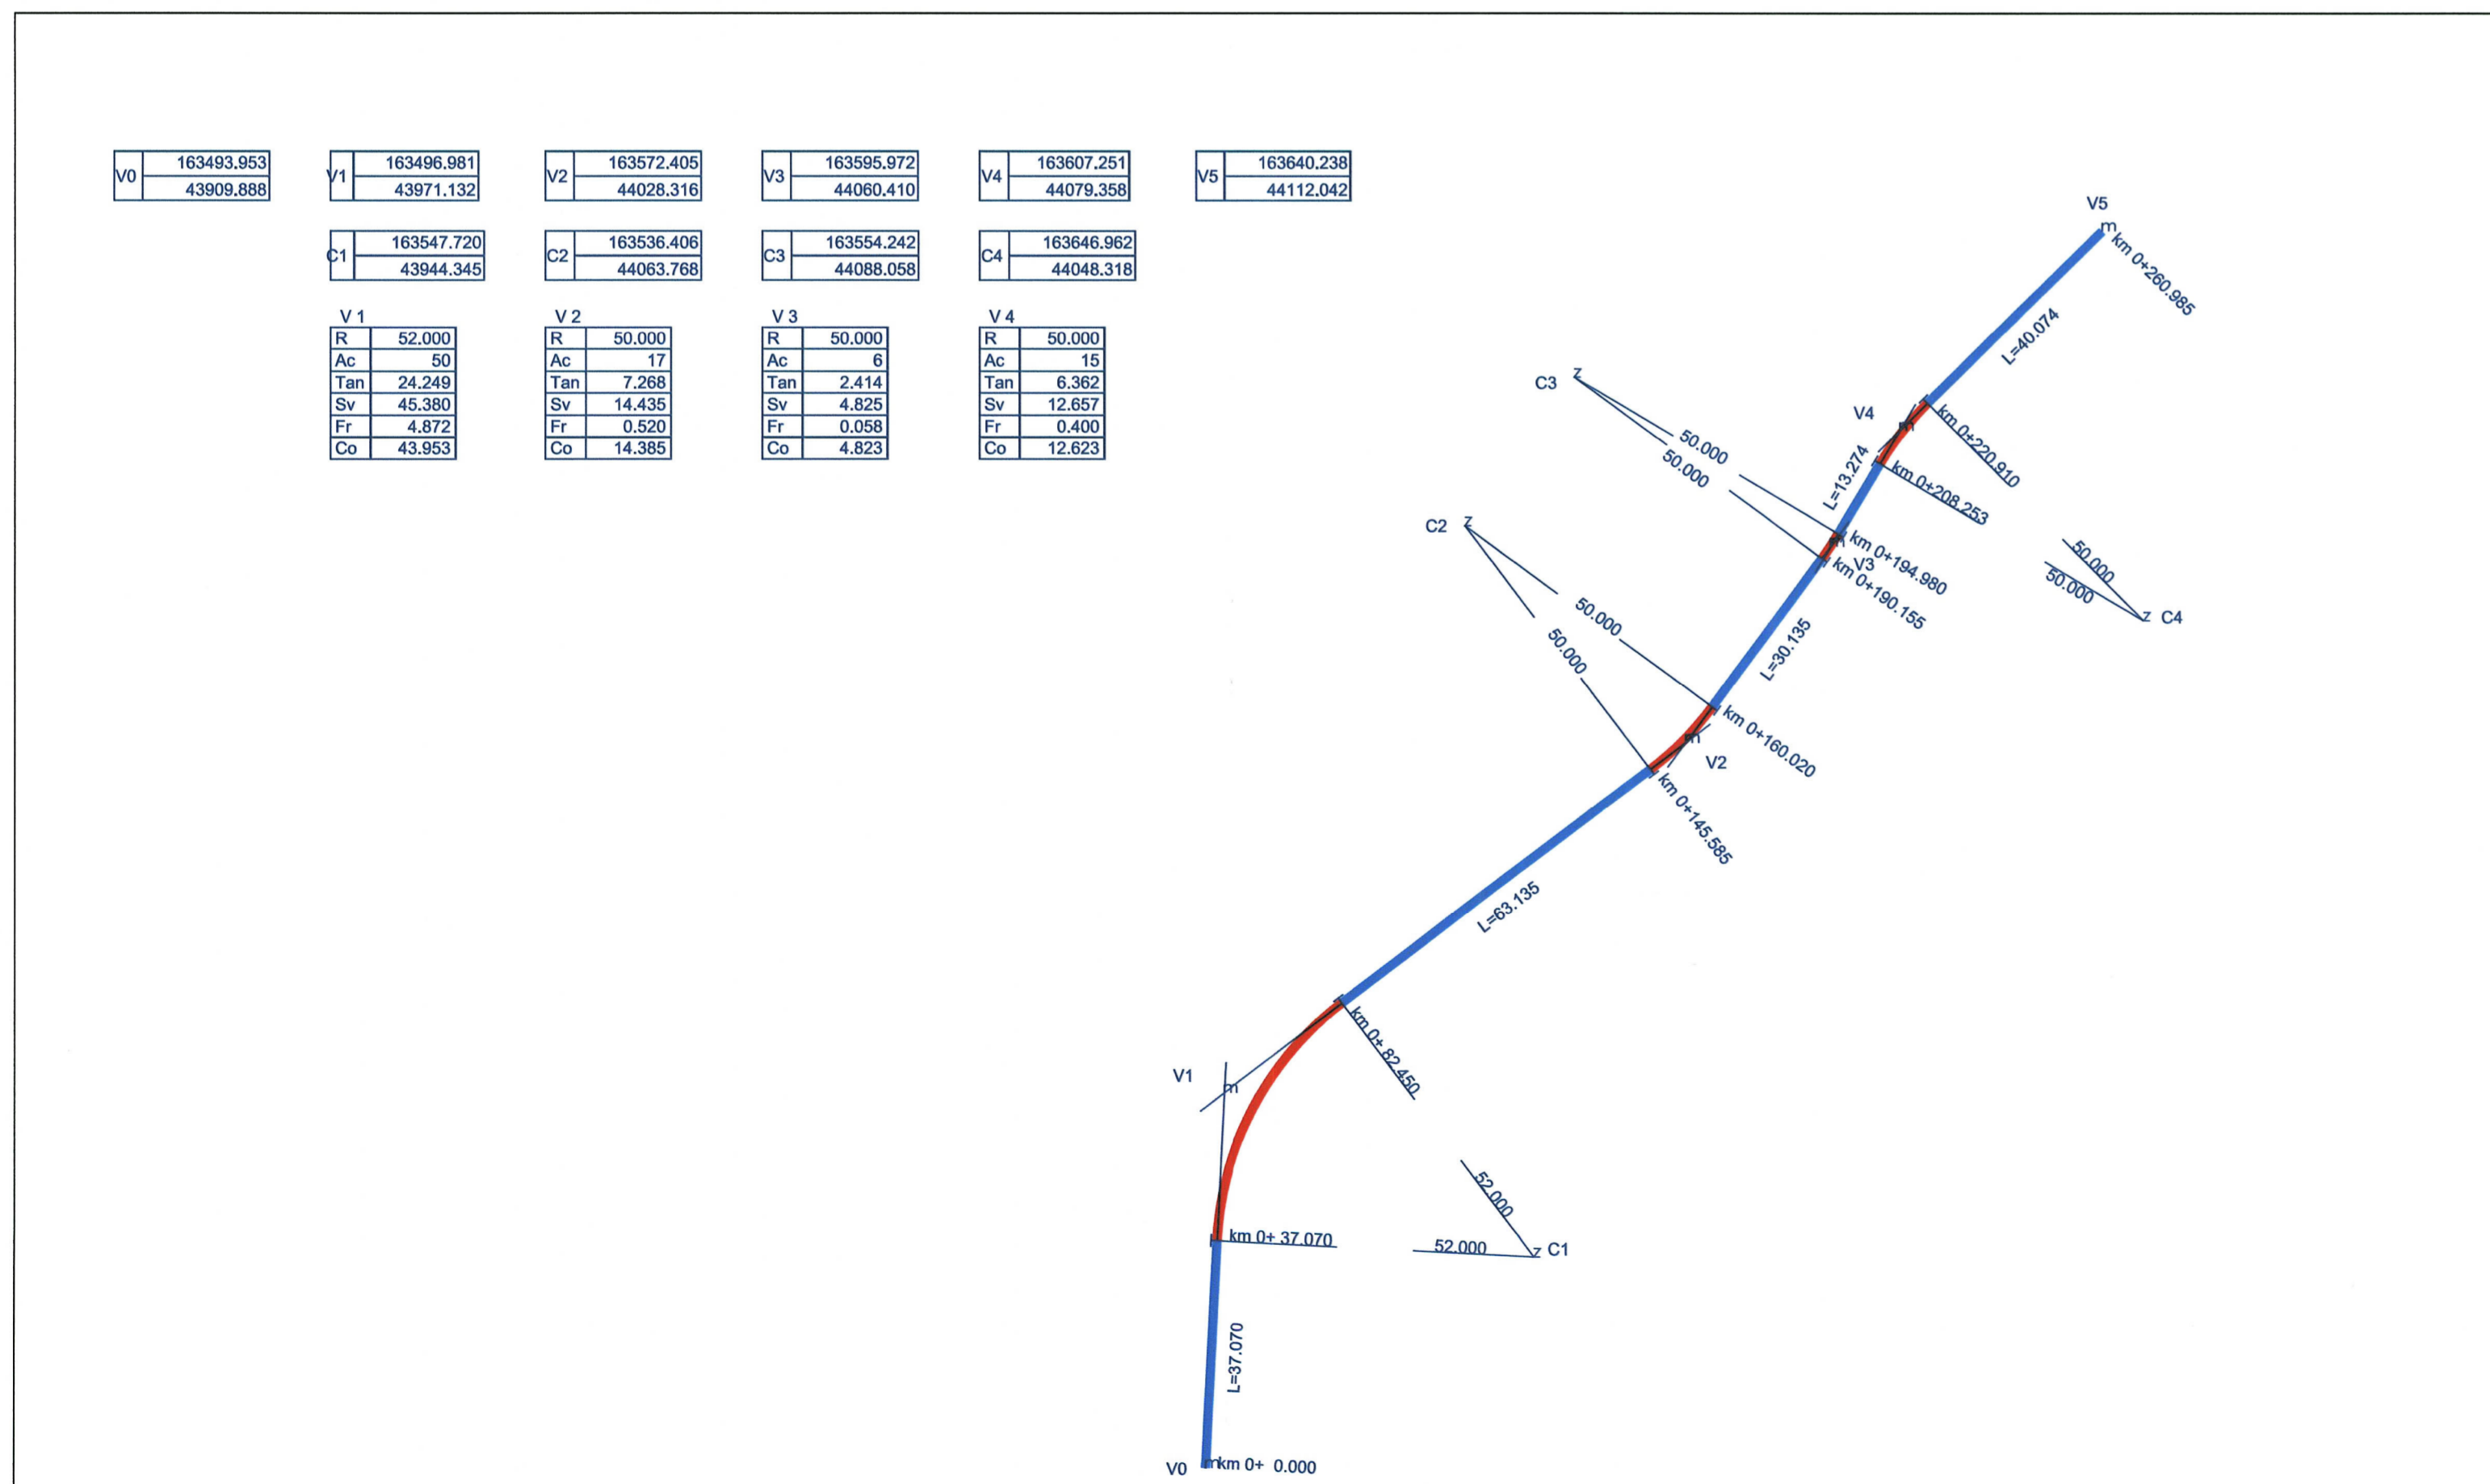 V0 163493.953
43909.888
V1 163496.981
43971.132
V2 163572.405
44028.316
V3 163595.972
44060.410
V4 163607.251
44079.358
V5 163640.238
44112.042
C1 163547.720
43944.345
C2 163536.406
44063.768
C3 163554.242
44088.058
C4 163646.962
44048.318
V 1
R 52.000
Ac 50
Tan 24.249
Sv 45.380
Fr 4.872
Co 43.953
V 2
R 50.000
Ac 17
Tan 7.268
Sv 14.435
Fr 0.520
Co 14.385
V 3
R 50.000
Ac 6
Tan 2.414
Sv 4.825
Fr 0.058
Co 4.823
V 4
R 50.000
Ac 15
Tan 6.362
Sv 12.657
Fr 0.400
Co 12.623
V5
m
km 0+260.985
L=40.074
C3
z
50.000
50.000
V4
m
km 0+220.910
L=13.274
km 0+208.253
C2
z
50.000
50.000
m
km 0+194.980
V3
km 0+190.155
50.000
50.000
z C4
L=30.135
km 0+160.020
m
V2
km 0+145.585
L=63.135
km 0+ 82.450
V1
m
52.000
52.000
z C1
km 0+ 37.070
L=37.070
V0
m
km 0+ 0.000